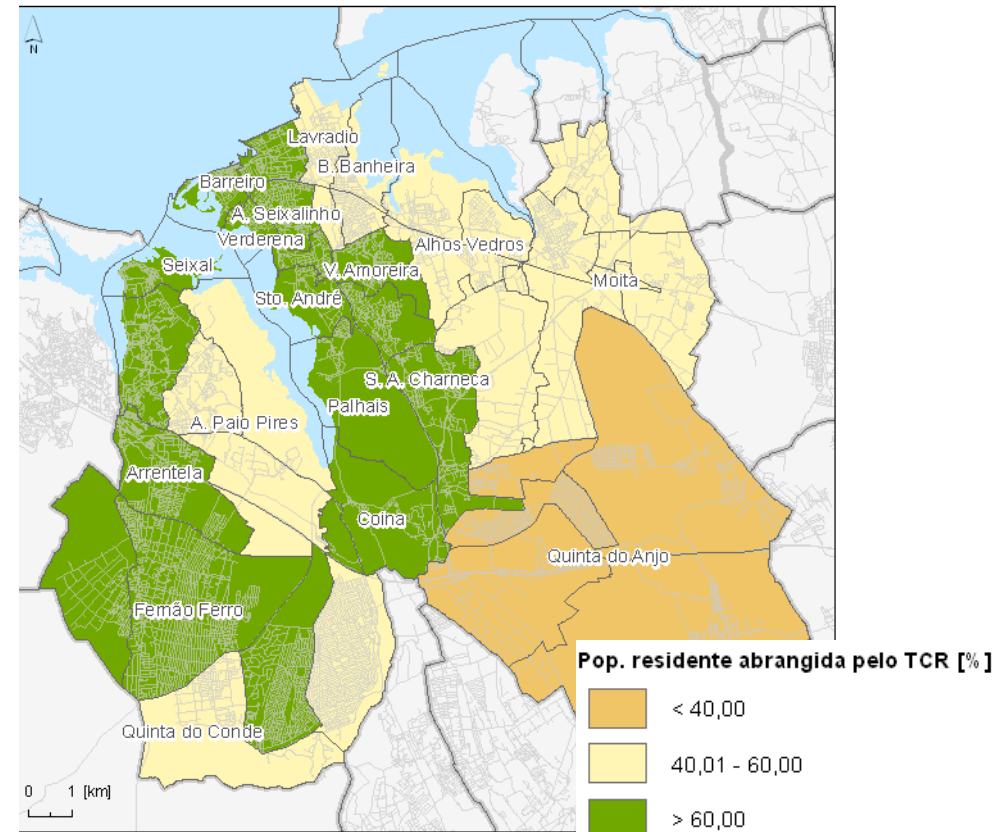 N
Lavradio
B. Banheira
Barreiro
A. Seixalinho
Verderena
Alhos Vedros
Seixal
V. Amoreira
Moita
Sto. André
S. A. Charneca
Palhais
A. Paio Pires
Arrentela
Coina
Quinta do Anjo
Fernão Ferro
Quinta do Conde
0 1 [km]
Pop. residente abrangida pelo TCR [%]
< 40,00
40,01 - 60,00
> 60,00